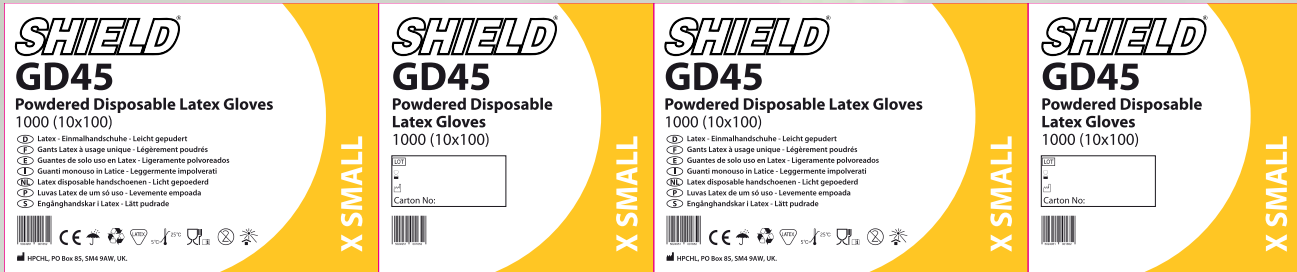 SHIELD®
GD45
Powdered Disposable Latex Gloves
1000 (10x100)
D Latex - Einmalhandschuhe - Leicht gepudert
F Gants Latex à usage unique - Légèrement poudrés
E Guantes de solo uso en Latex - Ligeramente polvoreados
I Guanti monouso in Latice - Leggermente impolverati
NL Latex disposable handschoenen - Licht gepoederd
P Luvas Latex de um só uso - Levemente empoada
S Engånghandskar i Latex - Lätt pudrade
CE LATEX 5°C 25°C 2
HPCHL, PO Box 85, SM4 9AW, UK.
X SMALL
SHIELD®
GD45
Powdered Disposable
Latex Gloves
1000 (10x100)
LOT
Carton No:
X SMALL
SHIELD®
GD45
Powdered Disposable Latex Gloves
1000 (10x100)
D Latex - Einmalhandschuhe - Leicht gepudert
F Gants Latex à usage unique - Légèrement poudrés
E Guantes de solo uso en Latex - Ligeramente polvoreados
I Guanti monouso in Latice - Leggermente impolverati
NL Latex disposable handschoenen - Licht gepoederd
P Luvas Latex de um só uso - Levemente empoada
S Engånghandskar i Latex - Lätt pudrade
CE LATEX 5°C 25°C 2
HPCHL, PO Box 85, SM4 9AW, UK.
X SMALL
SHIELD®
GD45
Powdered Disposable
Latex Gloves
1000 (10x100)
LOT
Carton No:
X SMALL